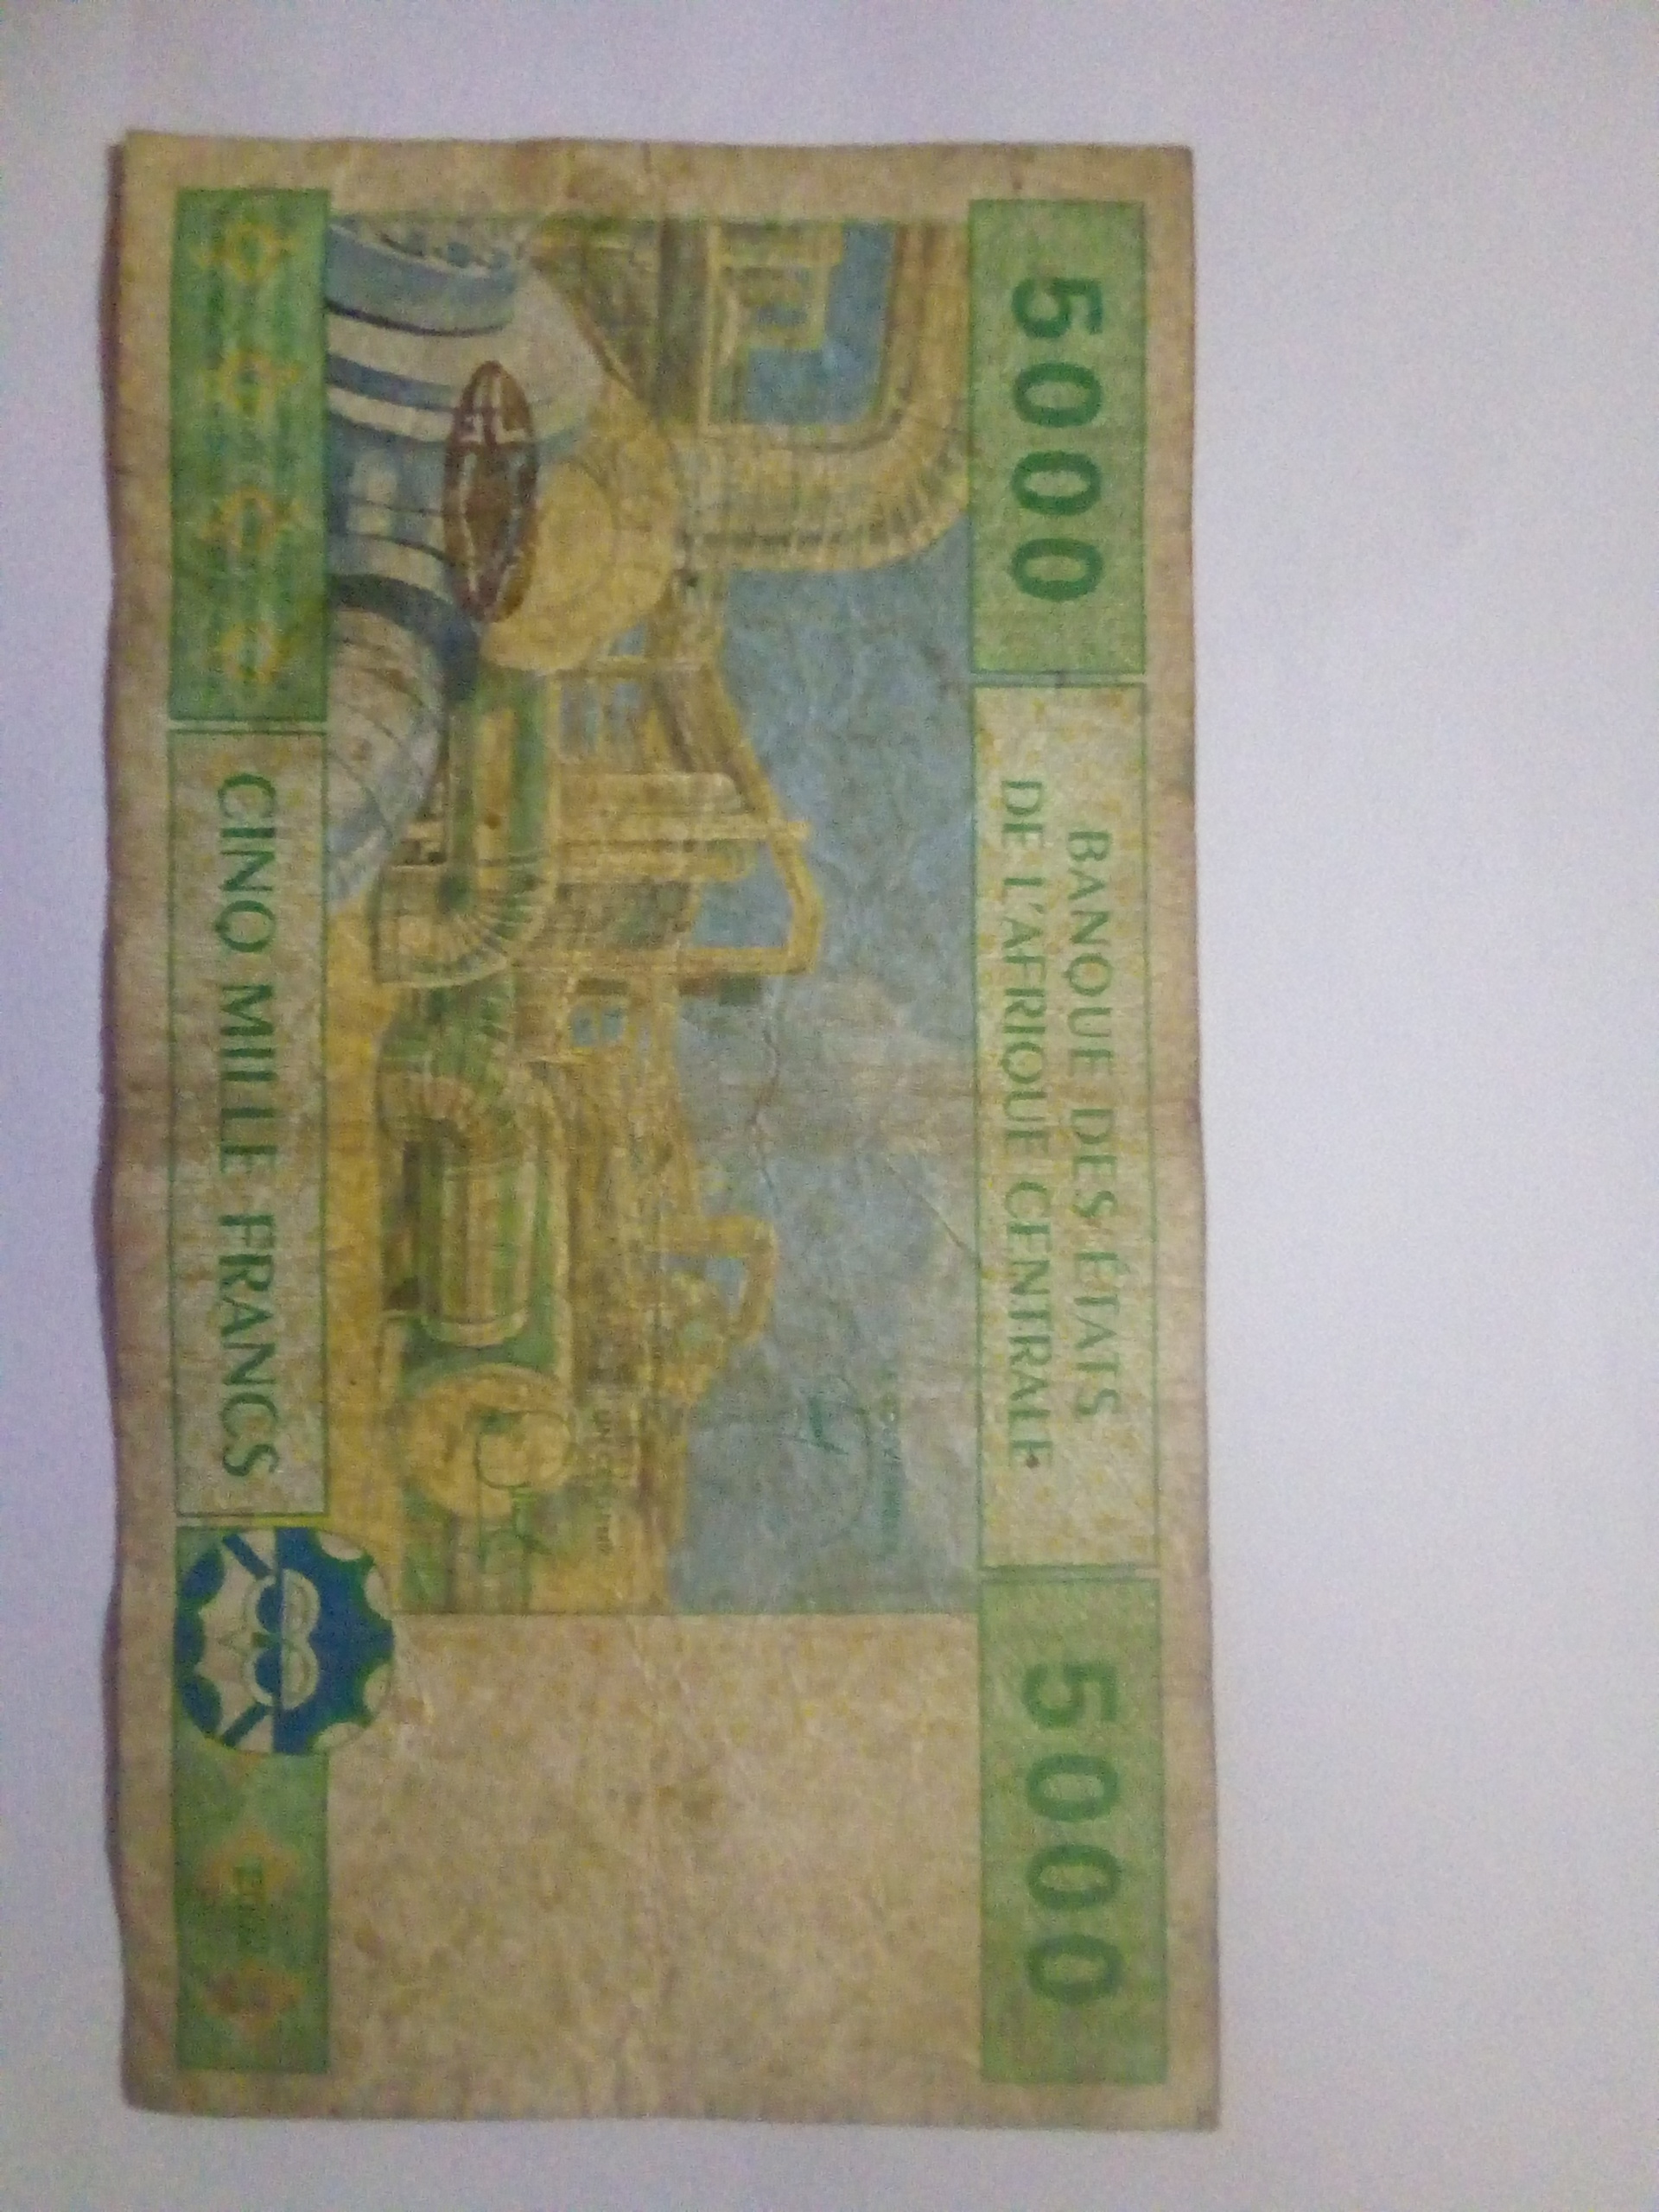 5000
BANQUE DES ÉTATS
DE L'AFRIQUE CENTRALE
5000
CINQ MILLE FRANCS